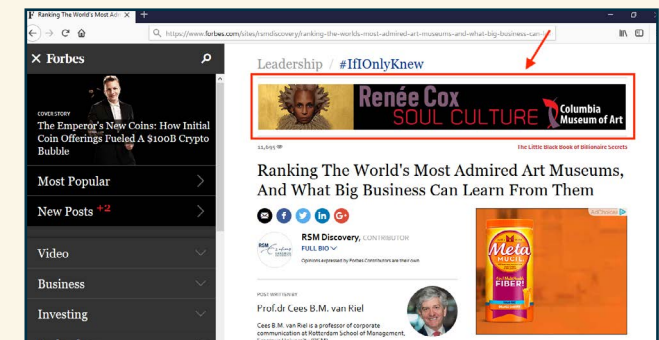 Ranking The World's Most Adm
https://www.forbes.com/sites/rsmdiscovery/ranking-the-worlds-most-admired-art-museums-and-what-big-business-can-l
Forbes
COVER STORY
The Emperor's New Coins: How Initial
Coin Offerings Fueled A $100B Crypto
Bubble
Most Popular
New Posts +2
Video
Business
Investing
Leadership / #IfIOnlyKnew
Renée Cox
SOUL CULTURE
Columbia
Museum of Art
The Little Black Book of Billionaire Secrets
Ranking The World's Most Admired Art Museums,
And What Big Business Can Learn From Them
RSM Discovery, CONTRIBUTOR
FULL BIO
Opinions expressed by Forbes Contributors are their own.
POST WRITTEN BY
Prof.dr Cees B.M. van Riel
Cees B.M. van Riel is a professor of corporate
communication at Rotterdam School of Management,
AdChoices
Meta
MUCIL
FIBER!